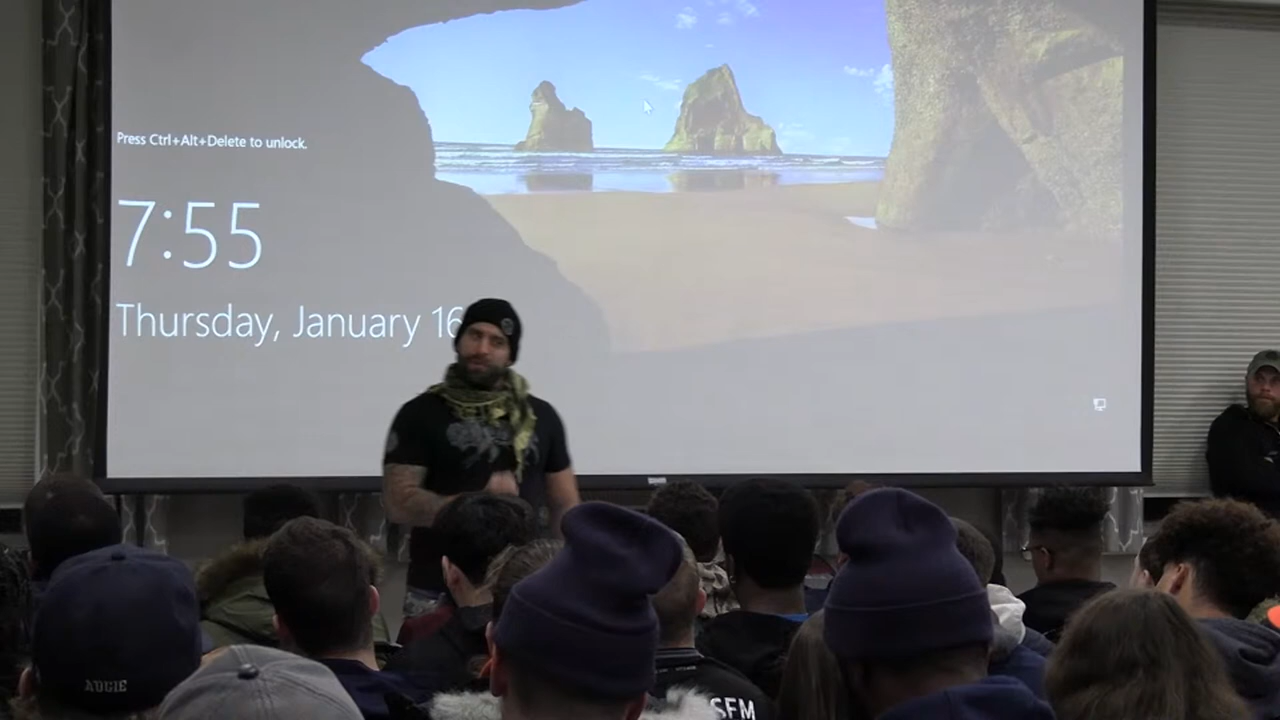 Press Ctrl+Alt+Delete to unlock.
7:55
Thursday, January 16
AUGIE
SFM